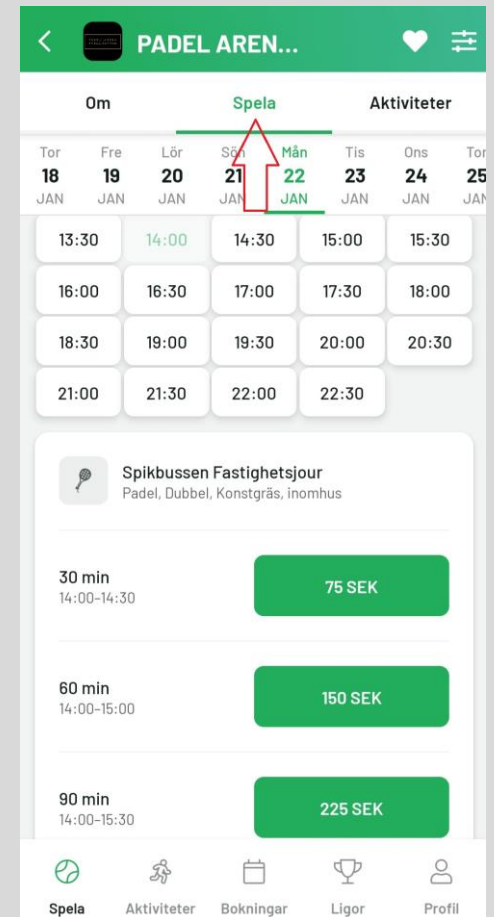 PADEL AREN...
Om Spela Aktiviteter
Tor Fre Lör Sön Mån Tis Ons Tor
18 19 20 21 22 23 24 25
JAN JAN JAN JAN JAN JAN JAN JAN
13:30 14:00 14:30 15:00 15:30
16:00 16:30 17:00 17:30 18:00
18:30 19:00 19:30 20:00 20:30
21:00 21:30 22:00 22:30
Spikbussen Fastighetsjour
Padel, Dubbel, Konstgräs, inomhus
30 min
14:00-14:30
75 SEK
60 min
14:00-15:00
150 SEK
90 min
14:00-15:30
225 SEK
Spela Aktiviteter Bokningar Ligor Profil